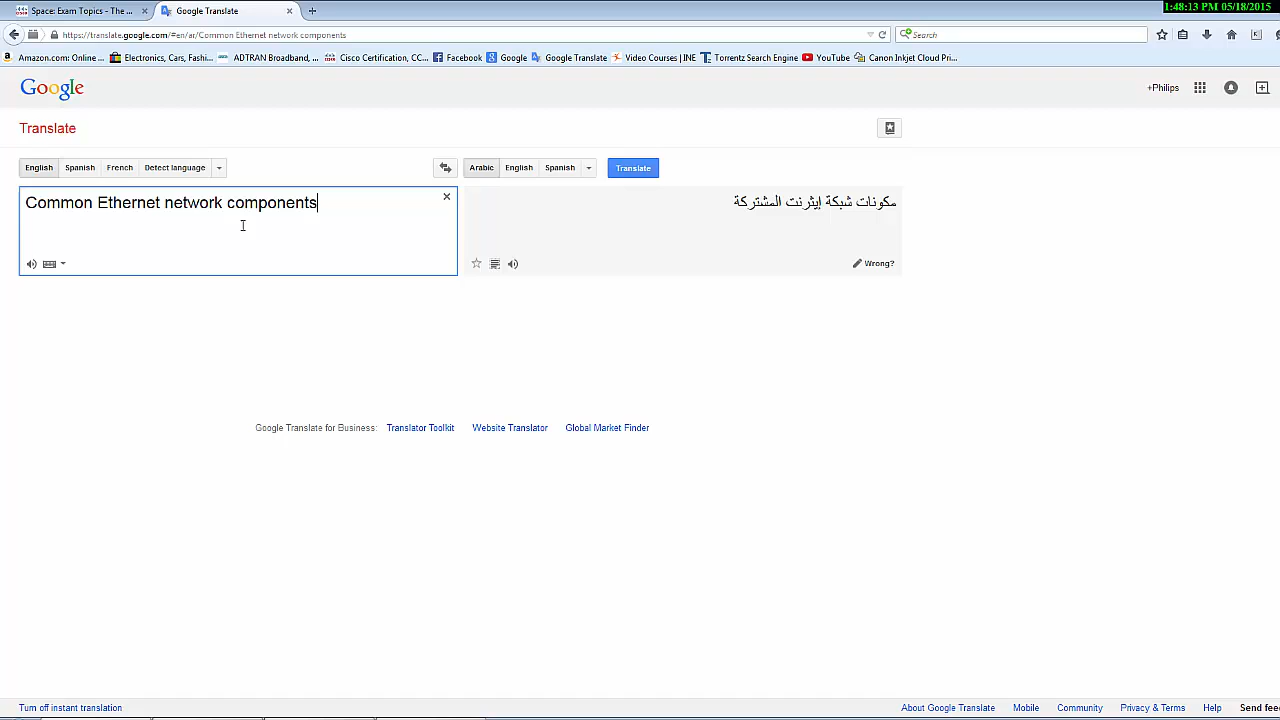 1:48:13 PM 05/18/2015
Space: Exam Topics - The ...
Google Translate
https://translate.google.com/#en/ar/Common Ethernet network components
Search
Amazon.com: Online ...
Electronics, Cars, Fashi...
ADTRAN Broadband, ...
Cisco Certification, CC...
Facebook
Google
Google Translate
Video Courses | INE
Torrentz Search Engine
YouTube
Canon Inkjet Cloud Pri...
Google
+Philips
Translate
English Spanish French Detect language
Arabic English Spanish Translate
Common Ethernet network components
مكونات شبكة إيثرنت المشتركة
Wrong?
Google Translate for Business: Translator Toolkit Website Translator Global Market Finder
Turn off instant translation
About Google Translate Mobile Community Privacy & Terms Help Send fee